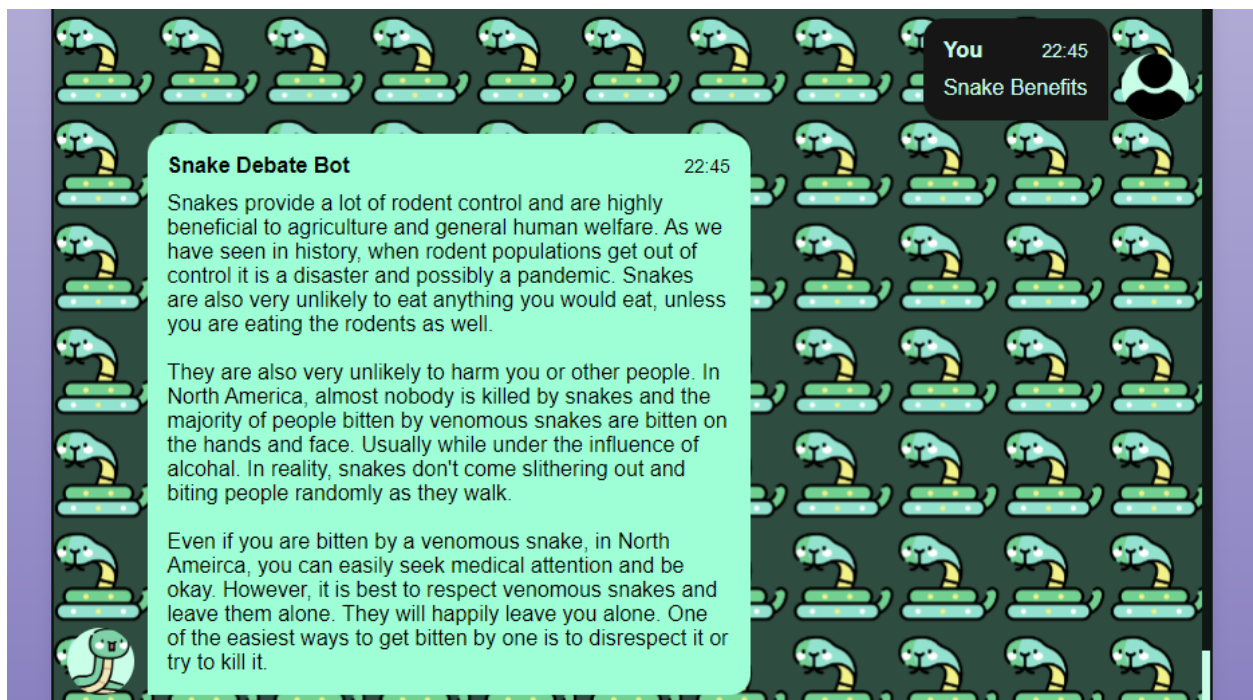 You 22:45
Snake Benefits
Snake Debate Bot 22:45
Snakes provide a lot of rodent control and are highly
beneficial to agriculture and general human welfare. As we
have seen in history, when rodent populations get out of
control it is a disaster and possibly a pandemic. Snakes
are also very unlikely to eat anything you would eat, unless
you are eating the rodents as well.
They are also very unlikely to harm you or other people. In
North America, almost nobody is killed by snakes and the
majority of people bitten by venomous snakes are bitten on
the hands and face. Usually while under the influence of
alcohal. In reality, snakes don't come slithering out and
biting people randomly as they walk.
Even if you are bitten by a venomous snake, in North
Ameirca, you can easily seek medical attention and be
okay. However, it is best to respect venomous snakes and
leave them alone. They will happily leave you alone. One
of the easiest ways to get bitten by one is to disrespect it or
try to kill it.